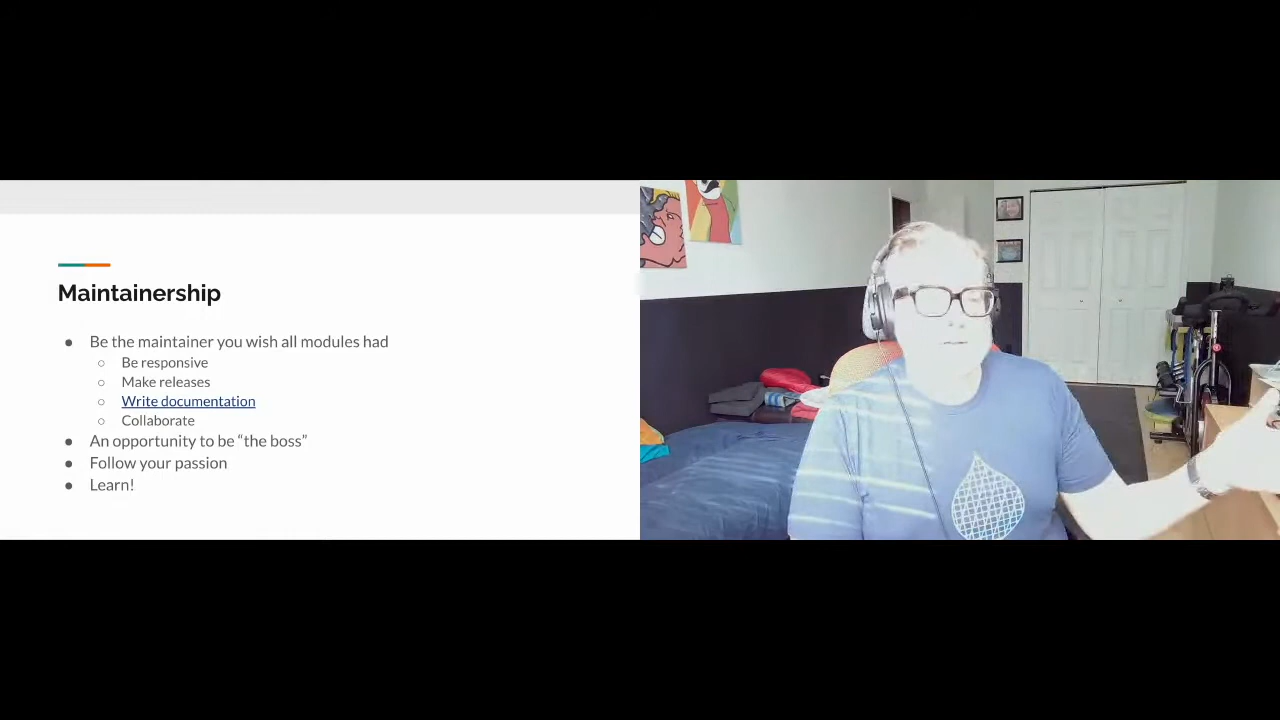 Maintainership
● Be the maintainer you wish all modules had
○ Be responsive
○ Make releases
○ Write documentation
○ Collaborate
● An opportunity to be “the boss”
● Follow your passion
● Learn!